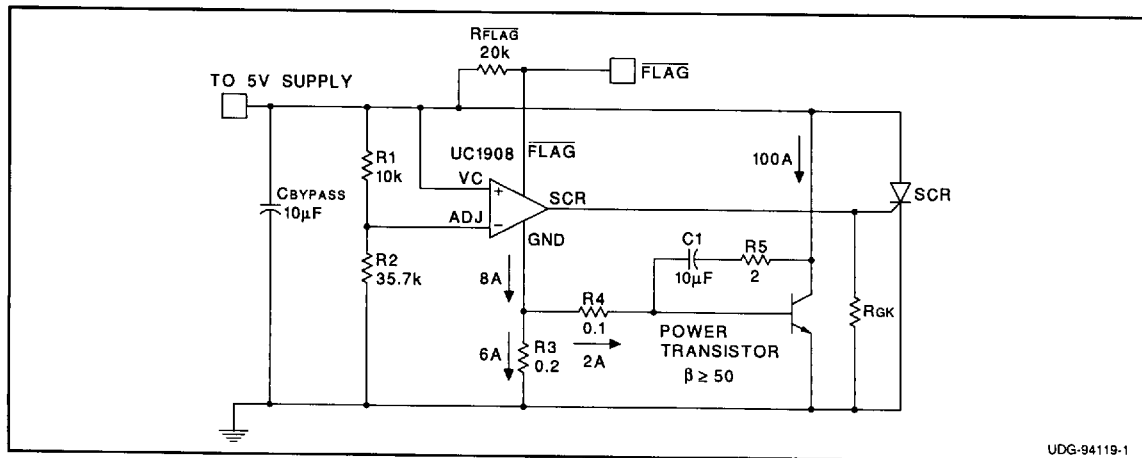 RFLAG
20k
FLAG
TO 5V SUPPLY
UC1908
FLAG
R1
10k
VC
+
ADJ
−
SCR
GND
100A
SCR
CBYPASS
10µF
R2
35.7k
8A
C1
10µF
R5
2
R4
0.1
2A
6A
R3
0.2
POWER
TRANSISTOR
β ≥ 50
RGK
UDG-94119-1